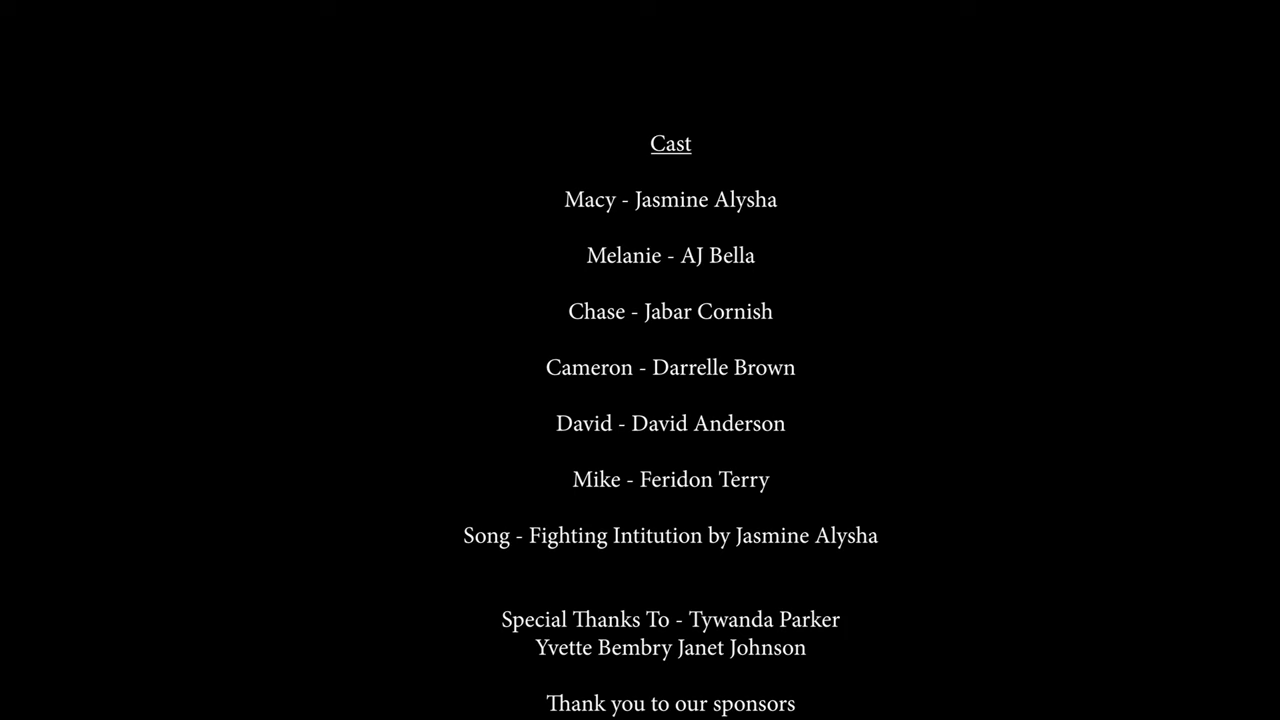 Cast
Macy - Jasmine Alysha
Melanie - AJ Bella
Chase - Jabar Cornish
Cameron - Darrelle Brown
David - David Anderson
Mike - Feridon Terry
Song - Fighting Intitution by Jasmine Alysha
Special Thanks To - Tywanda Parker
Yvette Bembry Janet Johnson
Thank you to our sponsors